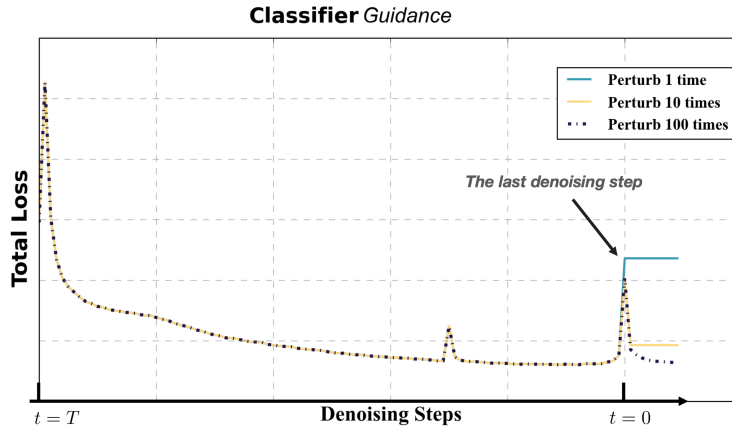 Classifier Guidance
Perturb 1 time
Perturb 10 times
Perturb 100 times
The last denoising step
Total Loss
t = T
Denoising Steps
t = 0